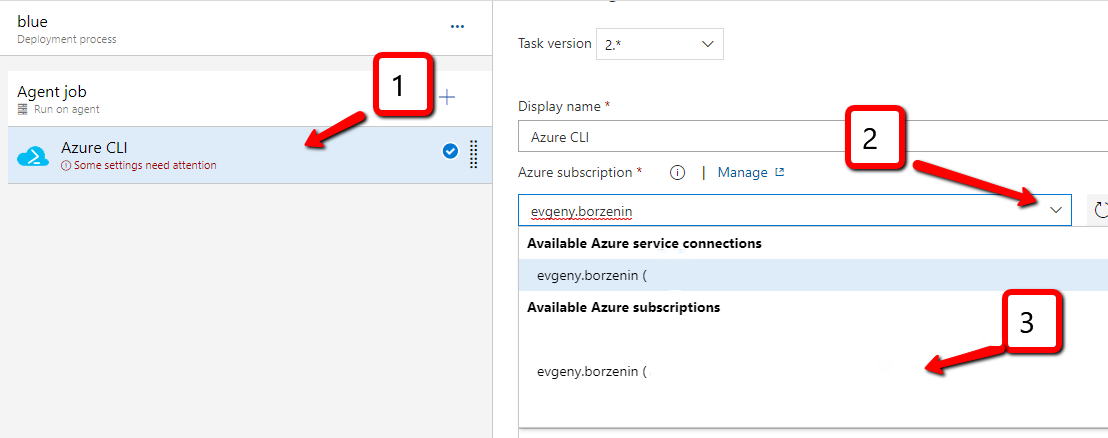 blue
Deployment process
Agent job
Run on agent
Azure CLI
Some settings need attention
1
Task version 2.*
Display name *
Azure CLI
Azure subscription * | Manage
2
evgeny.borzenin
Available Azure service connections
evgeny.borzenin (
Available Azure subscriptions
3
evgeny.borzenin (